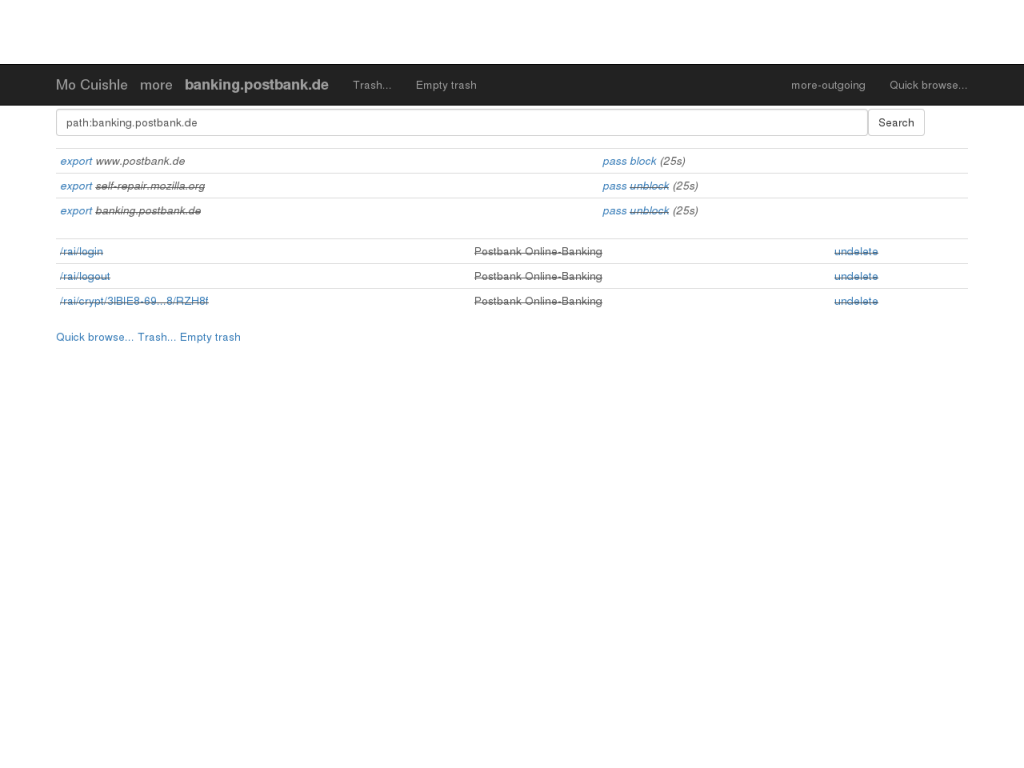 Mo Cuishle more banking.postbank.de Trash... Empty trash more-outgoing Quick browse...
path:banking.postbank.de Search
export www.postbank.de pass block (25s)
export self-repair.mozilla.org pass unblock (25s)
export banking.postbank.de pass unblock (25s)
/rai/login Postbank Online-Banking undelete
/rai/logout Postbank Online-Banking undelete
/rai/crypt/3IBIE8-69...8/RZH8f Postbank Online-Banking undelete
Quick browse... Trash... Empty trash